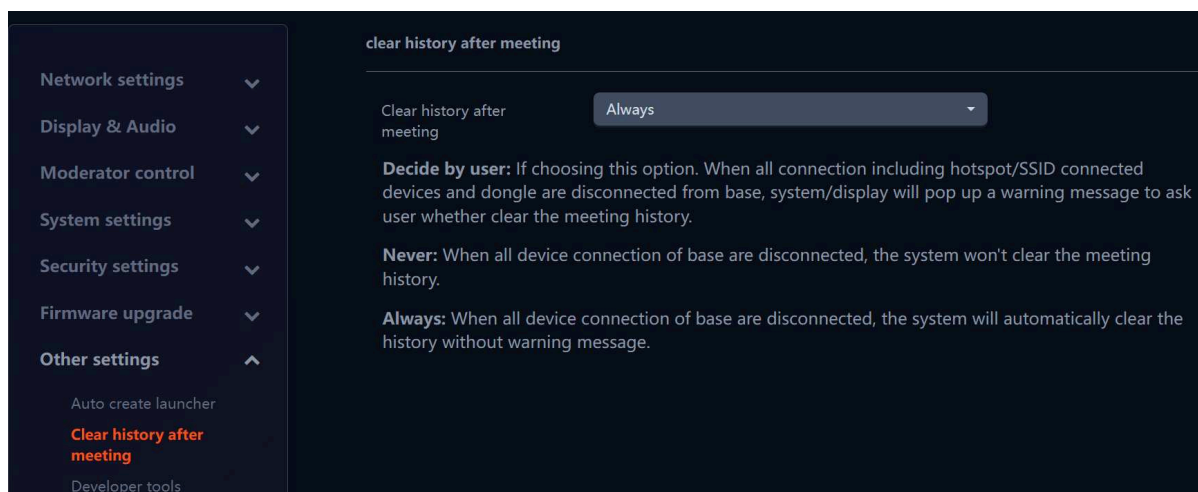 clear history after meeting
Network settings
Display & Audio
Moderator control
System settings
Security settings
Firmware upgrade
Other settings
Auto create launcher
Clear history after
meeting
Developer tools
Clear history after
meeting
Always
Decide by user: If choosing this option. When all connection including hotspot/SSID connected
devices and dongle are disconnected from base, system/display will pop up a warning message to ask
user whether clear the meeting history.
Never: When all device connection of base are disconnected, the system won't clear the meeting
history.
Always: When all device connection of base are disconnected, the system will automatically clear the
history without warning message.